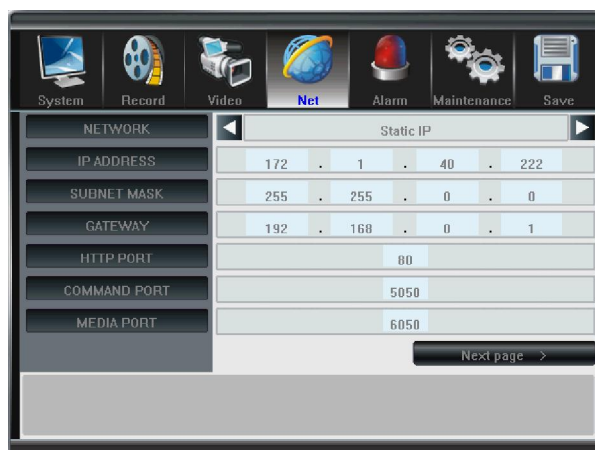 System Record Video Net Alarm Maintenance Save
NETWORK Static IP
IP ADDRESS 172 . 1 . 40 . 222
SUBNET MASK 255 . 255 . 0 . 0
GATEWAY 192 . 168 . 0 . 1
HTTP PORT 80
COMMAND PORT 5050
MEDIA PORT 6050
Next page >